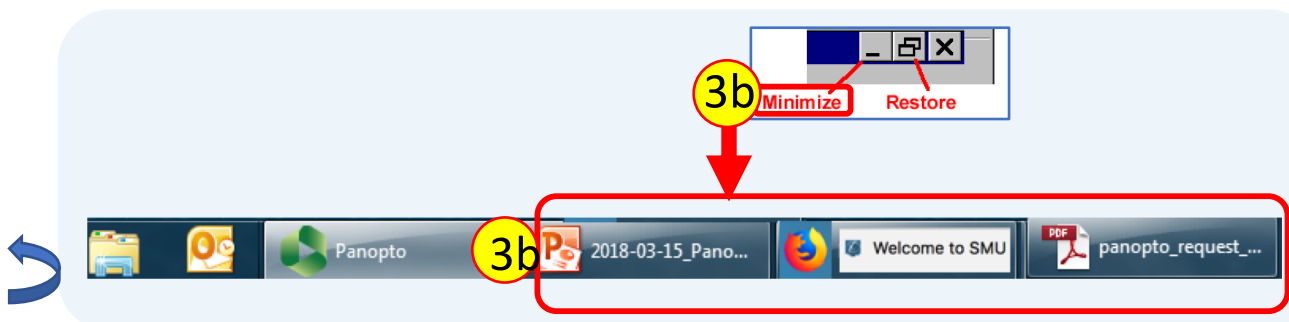 3b
Minimize Restore
Panopto
3b
2018-03-15_Pano...
Welcome to SMU
PDF
panopto_request_...